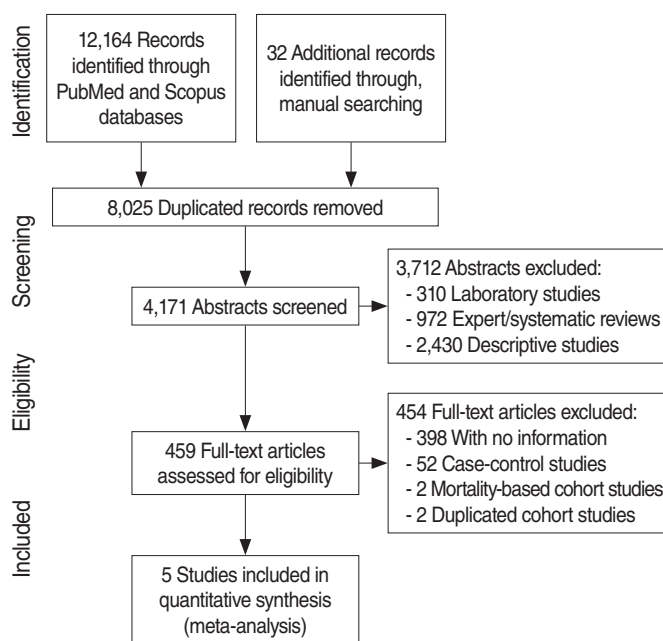 Identification
12,164 Records
identified through
PubMed and Scopus
databases
32 Additional records
identified through,
manual searching
8,025 Duplicated records removed
Screening
4,171 Abstracts screened
3,712 Abstracts excluded:
- 310 Laboratory studies
- 972 Expert/systematic reviews
- 2,430 Descriptive studies
Eligibility
459 Full-text articles
assessed for eligibility
454 Full-text articles excluded:
- 398 With no information
- 52 Case-control studies
- 2 Mortality-based cohort studies
- 2 Duplicated cohort studies
Included
5 Studies included in
quantitative synthesis
(meta-analysis)